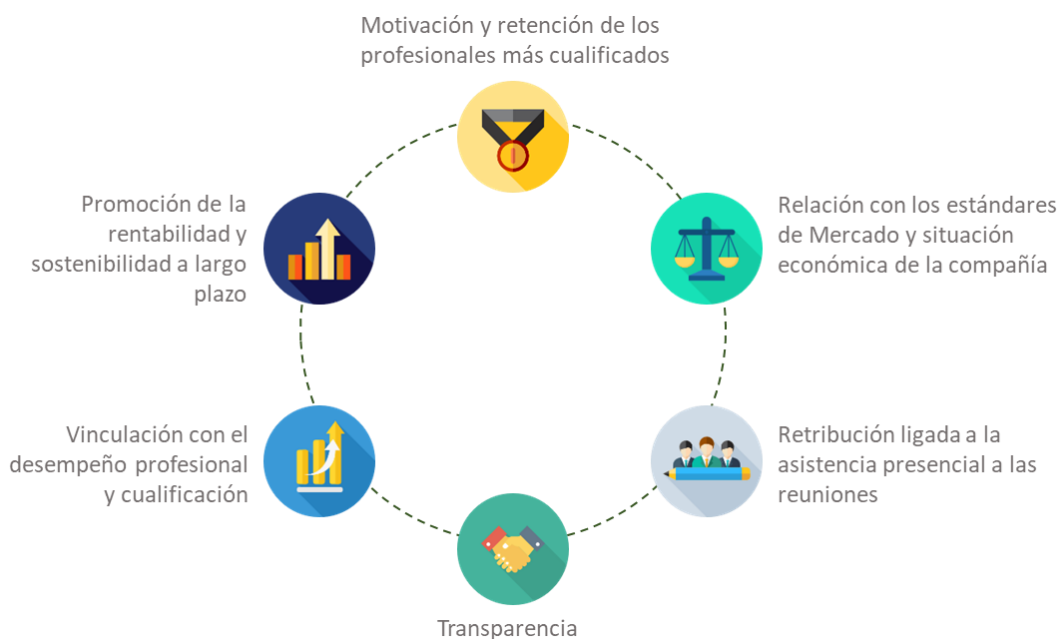 Motivación y retención de los
profesionales más cualificados
Promoción de la
rentabilidad y
sostenibilidad a largo
plazo
Relación con los estándares
de Mercado y situación
económica de la compañía
Vinculación con el
desempeño profesional
y cualificación
Retribución ligada a la
asistencia presencial a las
reuniones
Transparencia